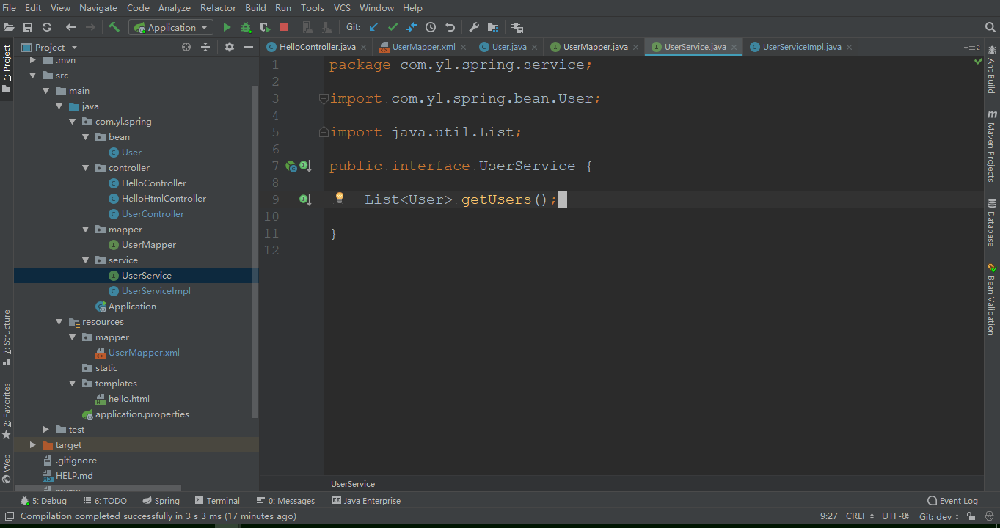 File Edit View Navigate Code Analyze Refactor Build Run Tools VCS Window Help
Application Git:
Project
HelloController.java UserMapper.xml User.java UserMapper.java UserService.java UserServiceImpl.java 2
1: Project
7: Structure
2: Favorites
Web
.mvn
src
main
java
com.yl.spring
bean
User
controller
HelloController
HelloHtmlController
UserController
mapper
UserMapper
service
UserService
UserServiceImpl
Application
resources
mapper
UserMapper.xml
static
templates
hello.html
application.properties
test
target
.gitignore
HELP.md
mvnw
1 package com.yl.spring.service;
2
3 import com.yl.spring.bean.User;
4
5 import java.util.List;
6
7 public interface UserService {
8
9 List<User> getUsers();
10
11 }
12
UserService
Ant Build
Maven Projects
Database
Bean Validation
5: Debug 6: TODO Spring Terminal 0: Messages Java Enterprise Event Log
Compilation completed successfully in 3 s 3 ms (17 minutes ago) 9:27 CRLF UTF-8 Git: dev